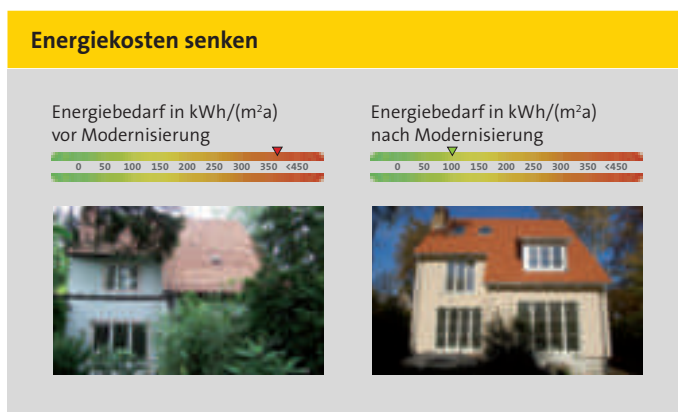 Energiekosten senken
Energiebedarf in kWh/(m²a)
vor Modernisierung
0 50 100 150 200 250 300 350 <450
Energiebedarf in kWh/(m²a)
nach Modernisierung
0 50 100 150 200 250 300 350 <450